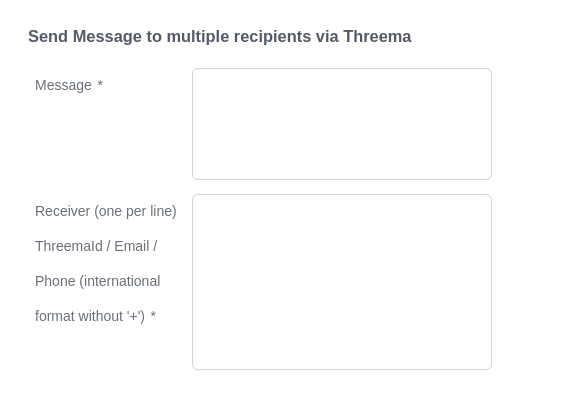 Send Message to multiple recipients via Threema
Message *
Receiver (one per line)
ThreemaId / Email /
Phone (international
format without '+') *